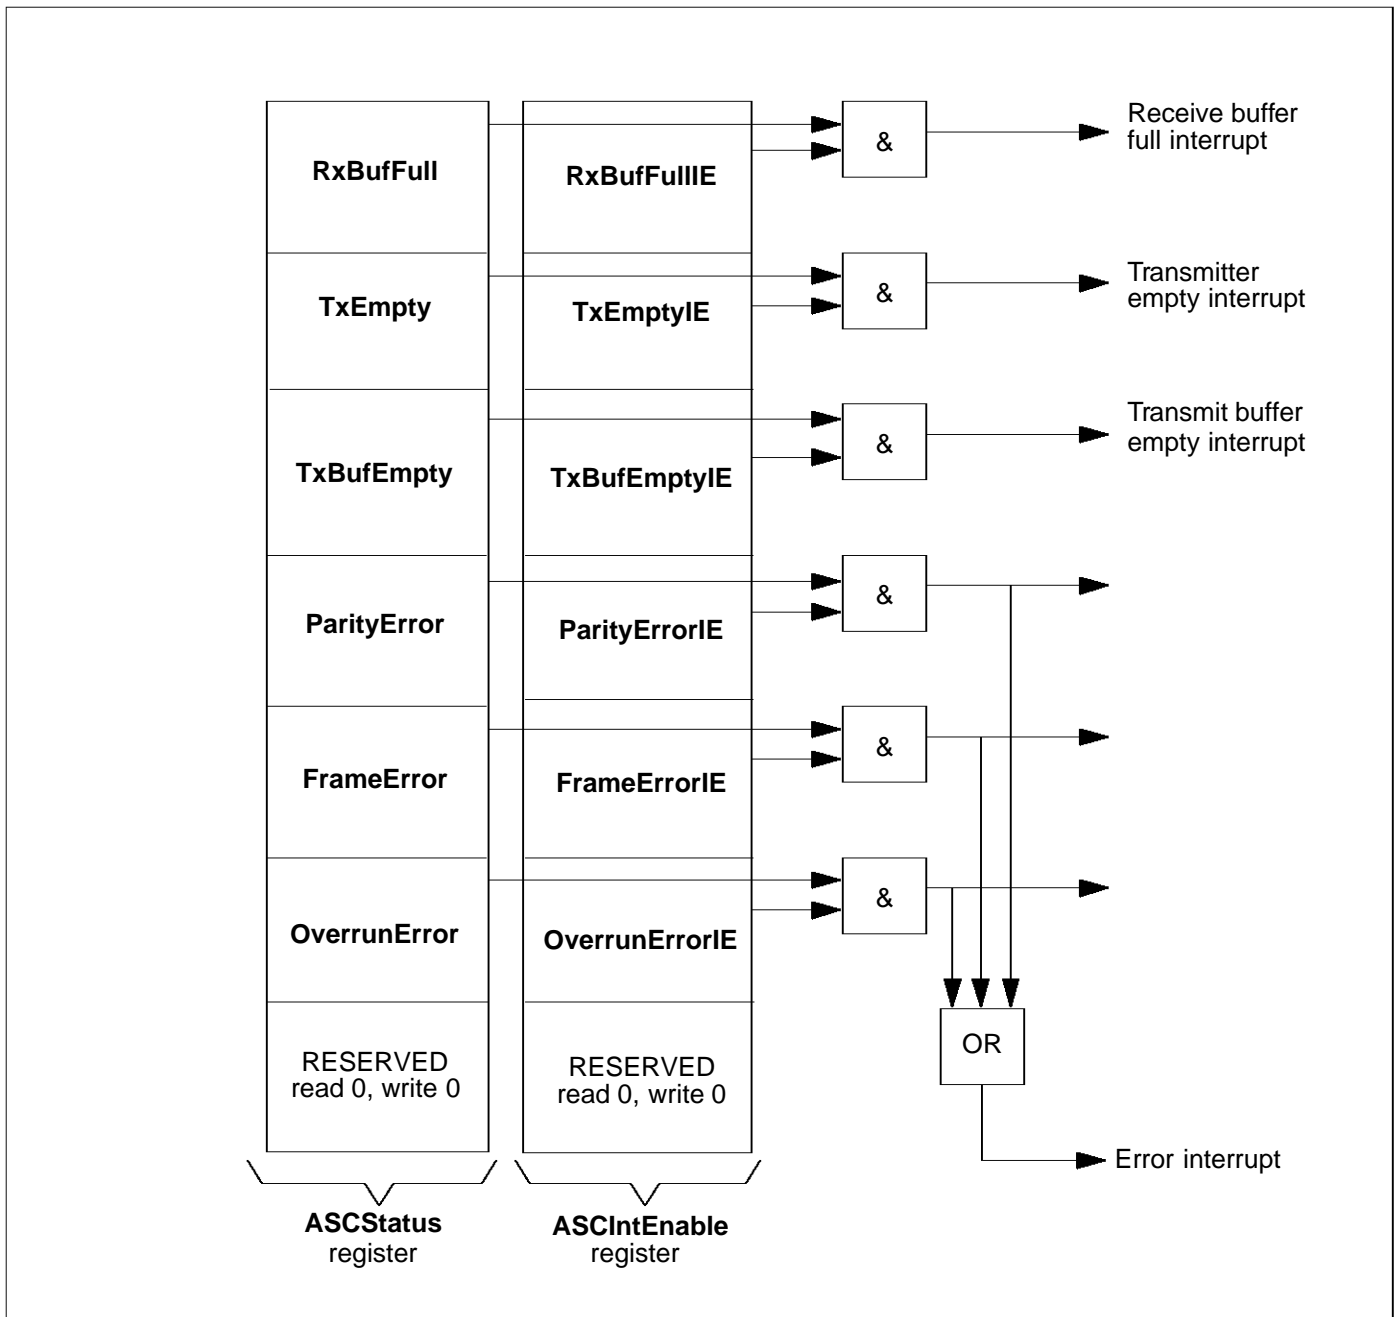 RxBufFull
RxBufFullIE
&
Receive buffer
full interrupt
TxEmpty
TxEmptyIE
&
Transmitter
empty interrupt
TxBufEmpty
TxBufEmptyIE
&
Transmit buffer
empty interrupt
ParityError
ParityErrorIE
&
FrameError
FrameErrorIE
&
OverrunError
OverrunErrorIE
&
RESERVED
read 0, write 0
RESERVED
read 0, write 0
OR
Error interrupt
ASCStatus
register
ASCIntEnable
register